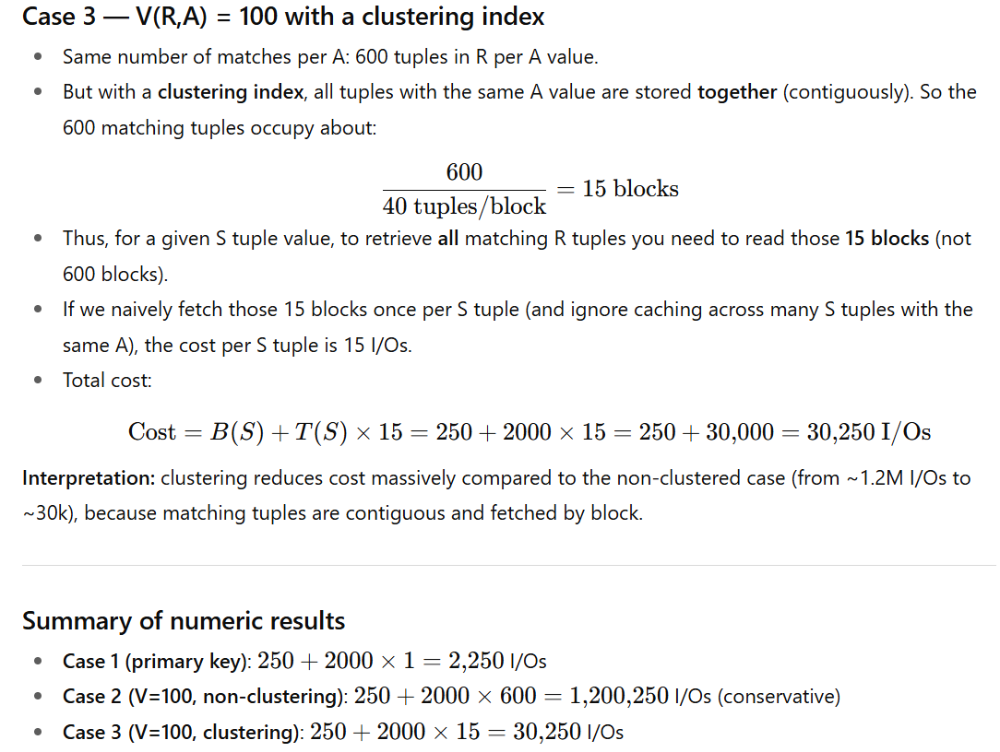 Case 3 — V(R,A) = 100 with a clustering index
• Same number of matches per A: 600 tuples in R per A value.
• But with a clustering index, all tuples with the same A value are stored together (contiguously). So the
600 matching tuples occupy about:
600
40 tuples/block
= 15 blocks
• Thus, for a given S tuple value, to retrieve all matching R tuples you need to read those 15 blocks (not
600 blocks).
• If we naively fetch those 15 blocks once per S tuple (and ignore caching across many S tuples with the
same A), the cost per S tuple is 15 I/Os.
• Total cost:
Cost = B(S) + T(S) × 15 = 250 + 2000 × 15 = 250 + 30,000 = 30,250 I/Os
Interpretation: clustering reduces cost massively compared to the non-clustered case (from ~1.2M I/Os to
~30k), because matching tuples are contiguous and fetched by block.
Summary of numeric results
• Case 1 (primary key): 250 + 2000 × 1 = 2,250 I/Os
• Case 2 (V=100, non-clustering): 250 + 2000 × 600 = 1,200,250 I/Os (conservative)
• Case 3 (V=100, clustering): 250 + 2000 × 15 = 30,250 I/Os